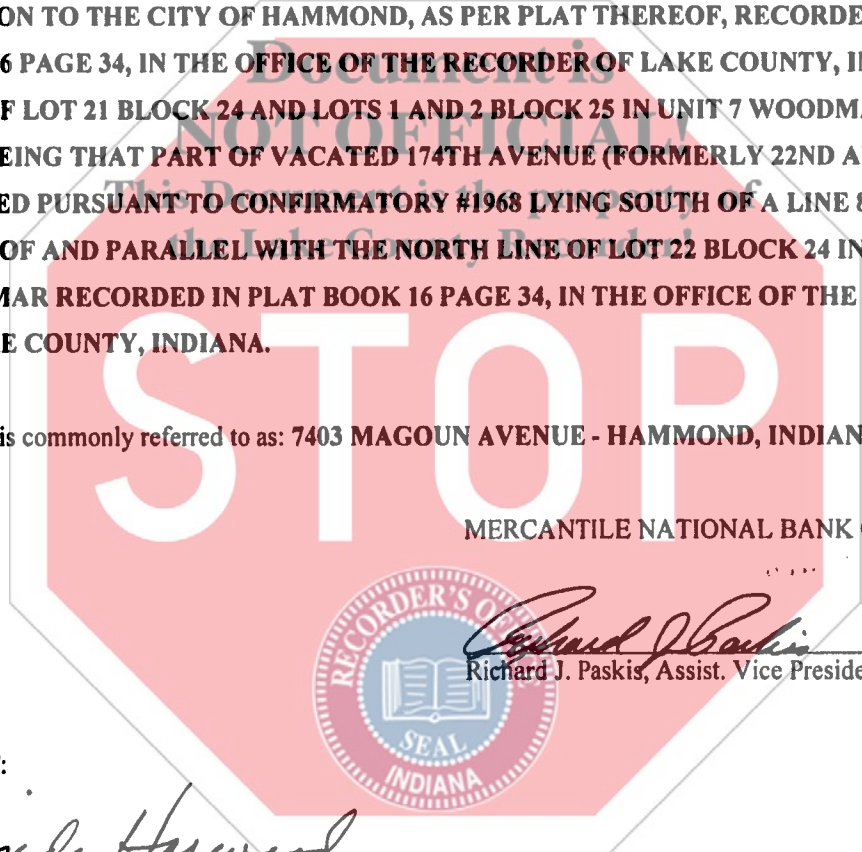 ON TO THE CITY OF HAMMOND, AS PER PLAT THEREOF, RECORDE
Document is
6 PAGE 34, IN THE OFFICE OF THE RECORDER OF LAKE COUNTY, I
F LOT 21 BLOCK 24 AND LOTS 1 AND 2 BLOCK 25 IN UNIT 7 WOODM
NOT OFFICIAL!
EING THAT PART OF VACATED 174TH AVENUE (FORMERLY 22ND A
This Document is the property of
ED PURSUANT TO CONFIRMATORY #1968 LYING SOUTH OF A LINE 8
the Lake County Recorder!
OF AND PARALLEL WITH THE NORTH LINE OF LOT 22 BLOCK 24 IN
MAR RECORDED IN PLAT BOOK 16 PAGE 34, IN THE OFFICE OF THE
E COUNTY, INDIANA.
STOP
is commonly referred to as: 7403 MAGOUN AVENUE - HAMMOND, INDIAN
MERCANTILE NATIONAL BANK
RECORDER'S OFFICE
SEAL
INDIANA
Richard J. Paskis
Richard J. Paskis, Assist. Vice Preside
: